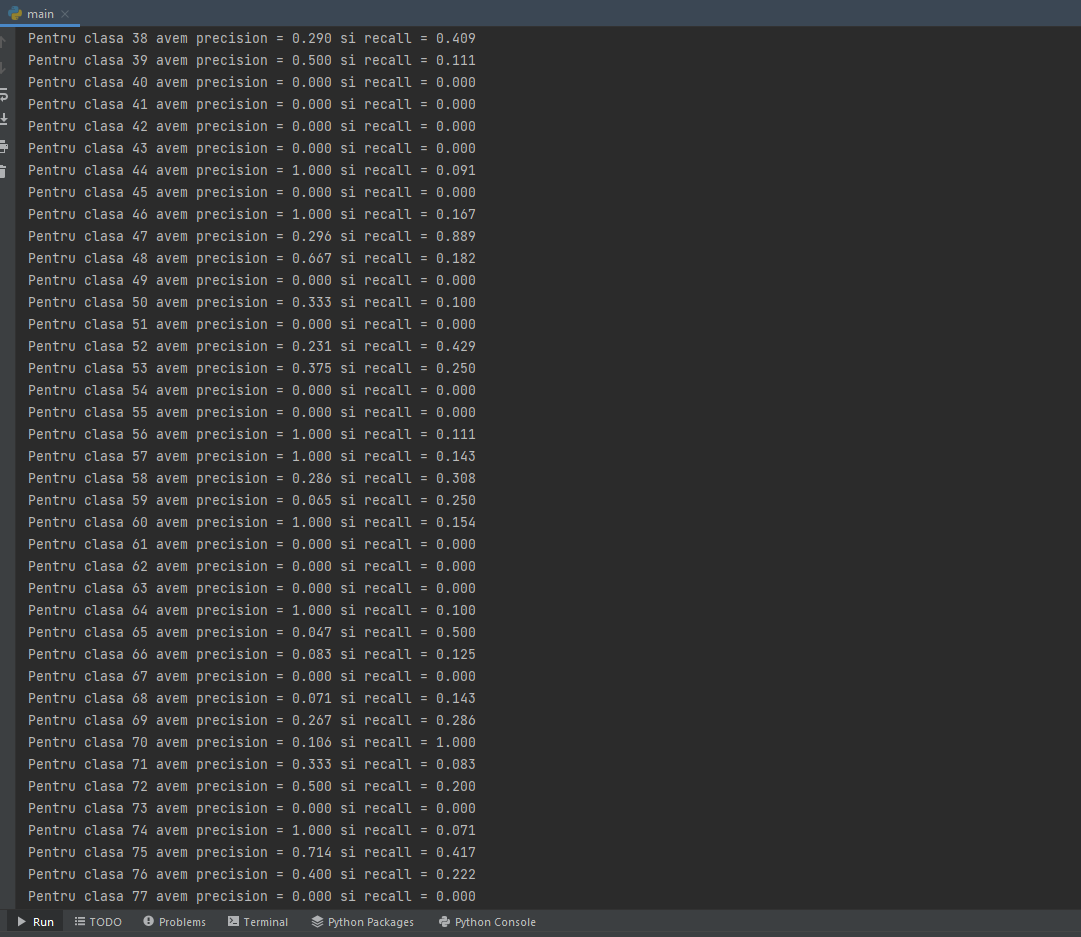 main
Pentru clasa 38 avem precision = 0.290 si recall = 0.409
Pentru clasa 39 avem precision = 0.500 si recall = 0.111
Pentru clasa 40 avem precision = 0.000 si recall = 0.000
Pentru clasa 41 avem precision = 0.000 si recall = 0.000
Pentru clasa 42 avem precision = 0.000 si recall = 0.000
Pentru clasa 43 avem precision = 0.000 si recall = 0.000
Pentru clasa 44 avem precision = 1.000 si recall = 0.091
Pentru clasa 45 avem precision = 0.000 si recall = 0.000
Pentru clasa 46 avem precision = 1.000 si recall = 0.167
Pentru clasa 47 avem precision = 0.296 si recall = 0.889
Pentru clasa 48 avem precision = 0.667 si recall = 0.182
Pentru clasa 49 avem precision = 0.000 si recall = 0.000
Pentru clasa 50 avem precision = 0.333 si recall = 0.100
Pentru clasa 51 avem precision = 0.000 si recall = 0.000
Pentru clasa 52 avem precision = 0.231 si recall = 0.429
Pentru clasa 53 avem precision = 0.375 si recall = 0.250
Pentru clasa 54 avem precision = 0.000 si recall = 0.000
Pentru clasa 55 avem precision = 0.000 si recall = 0.000
Pentru clasa 56 avem precision = 1.000 si recall = 0.111
Pentru clasa 57 avem precision = 1.000 si recall = 0.143
Pentru clasa 58 avem precision = 0.286 si recall = 0.308
Pentru clasa 59 avem precision = 0.065 si recall = 0.250
Pentru clasa 60 avem precision = 1.000 si recall = 0.154
Pentru clasa 61 avem precision = 0.000 si recall = 0.000
Pentru clasa 62 avem precision = 0.000 si recall = 0.000
Pentru clasa 63 avem precision = 0.000 si recall = 0.000
Pentru clasa 64 avem precision = 1.000 si recall = 0.100
Pentru clasa 65 avem precision = 0.047 si recall = 0.500
Pentru clasa 66 avem precision = 0.083 si recall = 0.125
Pentru clasa 67 avem precision = 0.000 si recall = 0.000
Pentru clasa 68 avem precision = 0.071 si recall = 0.143
Pentru clasa 69 avem precision = 0.267 si recall = 0.286
Pentru clasa 70 avem precision = 0.106 si recall = 1.000
Pentru clasa 71 avem precision = 0.333 si recall = 0.083
Pentru clasa 72 avem precision = 0.500 si recall = 0.200
Pentru clasa 73 avem precision = 0.000 si recall = 0.000
Pentru clasa 74 avem precision = 1.000 si recall = 0.071
Pentru clasa 75 avem precision = 0.714 si recall = 0.417
Pentru clasa 76 avem precision = 0.400 si recall = 0.222
Pentru clasa 77 avem precision = 0.000 si recall = 0.000
Run TODO Problems Terminal Python Packages Python Console